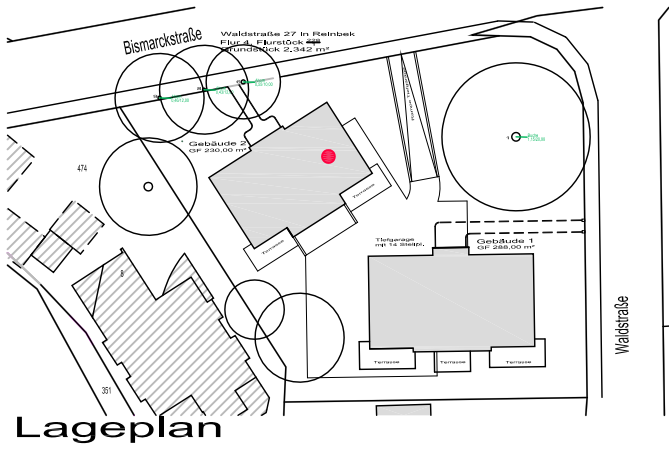 Bismarckstraße
Waldstraße 27 in Reinbek
Flur 4, Flurstück
Grundstück 2.342 m²
Gebäude 2
GF 230,00 m²
474
Terrasse
Terrasse
Tiefgarage
mit 14 Stellpl.
Gebäude 1
GF 288,00 m²
8
Terrasse
Terrasse
Terrasse
Waldstraße
351
Lageplan